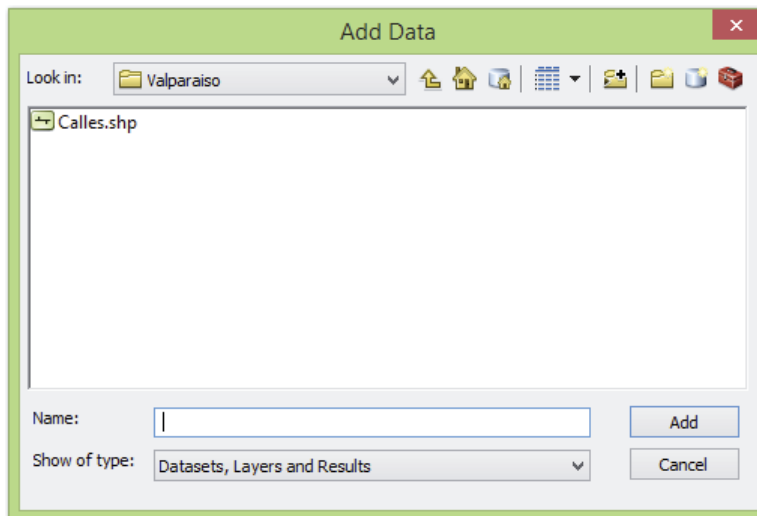 Add Data
Look in: Valparaiso
Calles.shp
Name:
Add
Show of type: Datasets, Layers and Results
Cancel